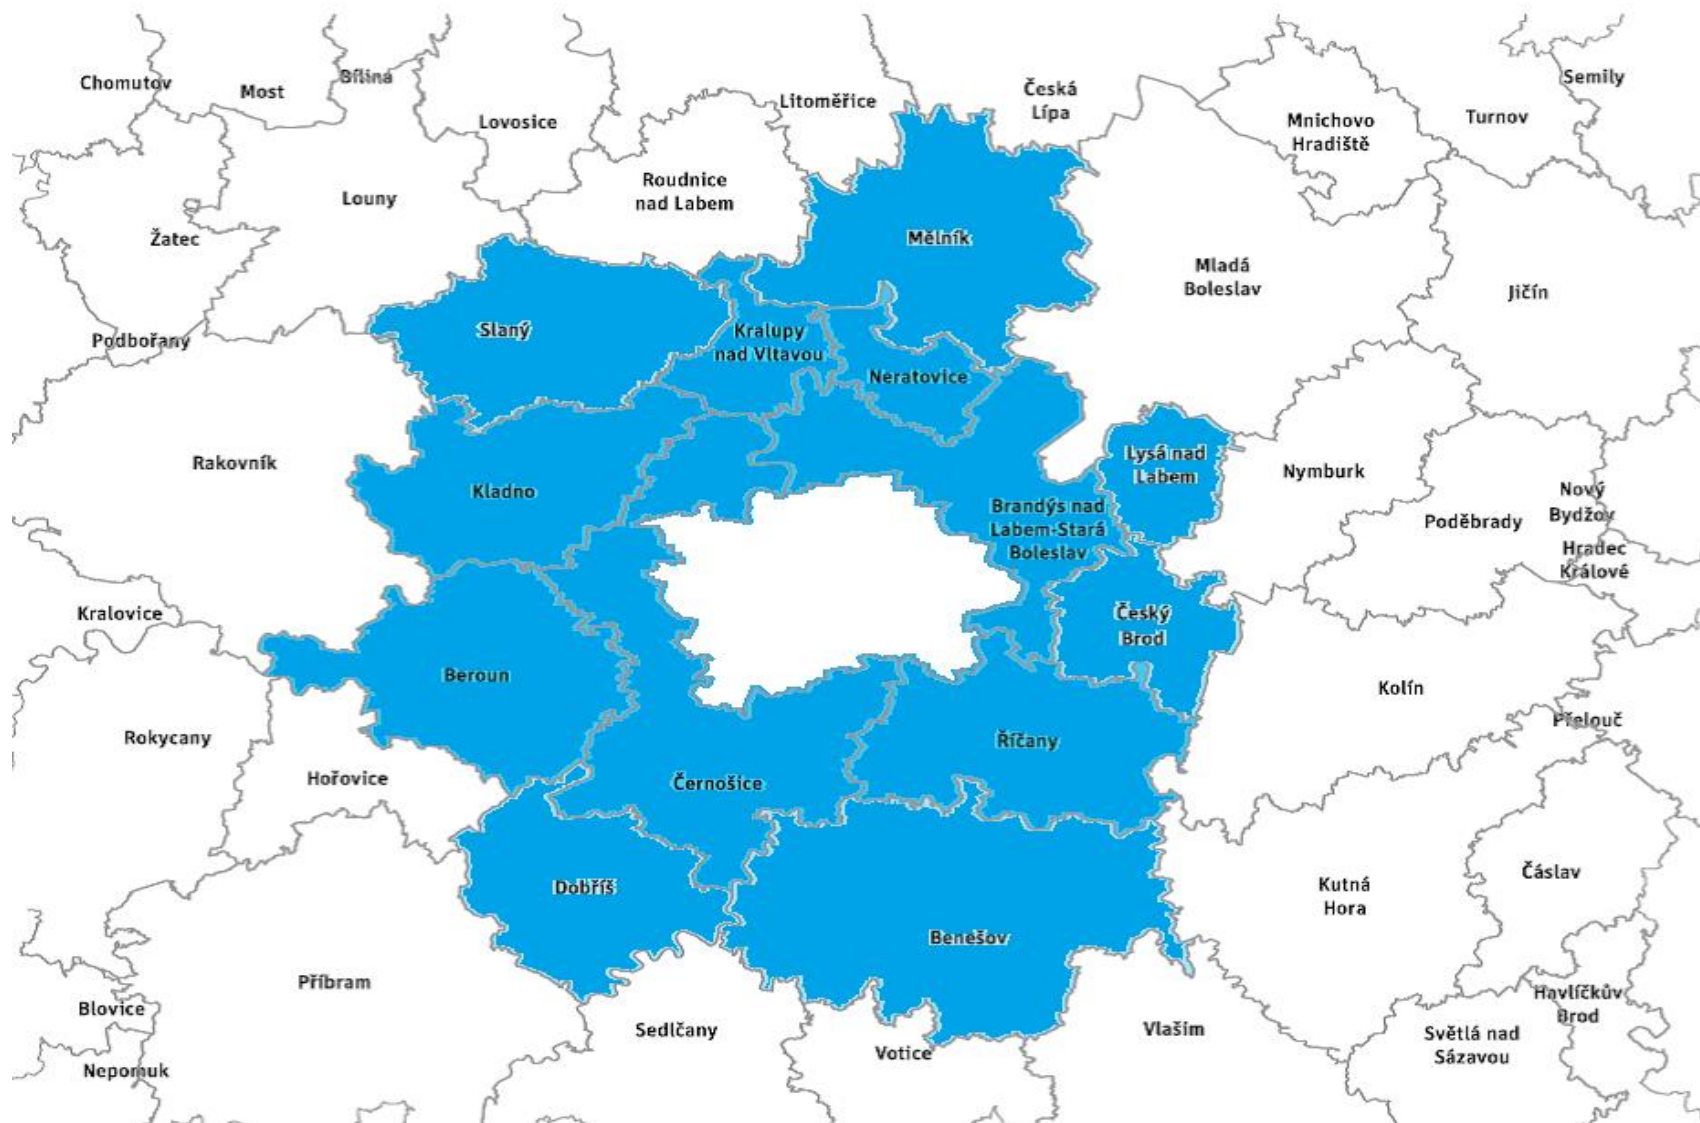 Chomutov
Most
Bílina
Lovosice
Litoměřice
Česká
Lípa
Mnichovo
Hradiště
Turnov
Semily
Louny
Roudnice
nad Labem
Žatec
Mělník
Mladá
Boleslav
Jičín
Podbořany
Slaný
Kralupy
nad Vltavou
Neratovice
Rakovník
Kladno
Lysá nad
Labem
Nymburk
Poděbrady
Nový
Bydžov
Brandýs nad
Labem-Stará
Boleslav
Hradec
Králové
Kralovice
Český
Brod
Beroun
Kolín
Rokycany
Hořovice
Černošice
Říčany
Přelouč
Dobříš
Kutná
Hora
Čáslav
Benešov
Příbram
Blovice
Sedlčany
Votice
Vlašim
Světlá nad
Sázavou
Havlíčkův
Brod
Nepomuk